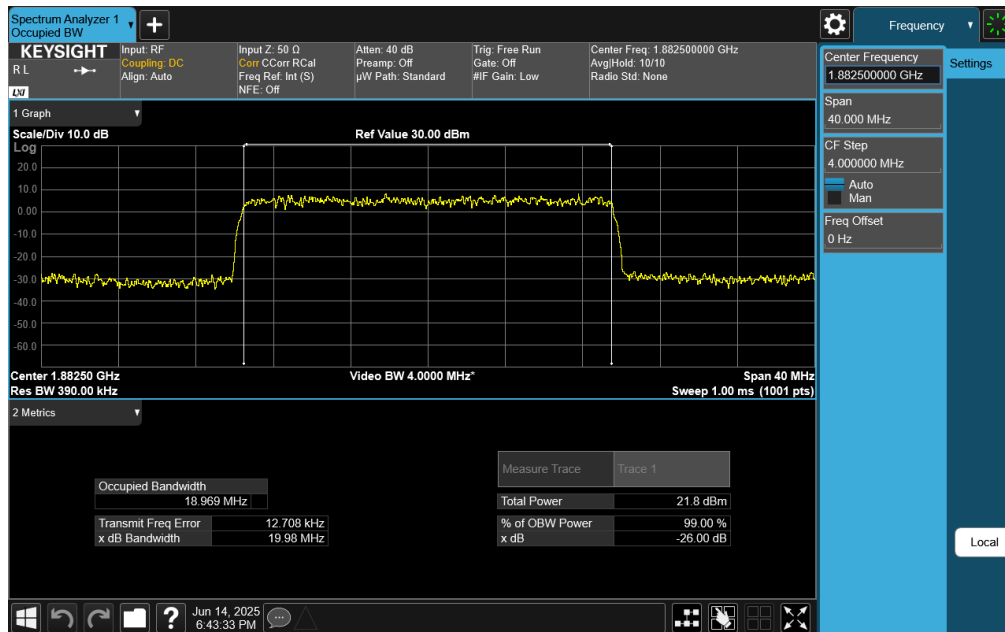 Spectrum Analyzer 1
Occupied BW
Frequency
KEYSIGHT
R L
LXI
Input: RF
Coupling: DC
Align: Auto
Input Z: 50 Ω
Corr CCorr RCal
Freq Ref: Int (S)
NFE: Off
Atten: 40 dB
Preamp: Off
µW Path: Standard
Trig: Free Run
Gate: Off
#IF Gain: Low
Center Freq: 1.882500000 GHz
Avg|Hold: 10/10
Radio Std: None
Center Frequency
1.882500000 GHz
Settings
Span
40.000 MHz
CF Step
4.000000 MHz
Auto
Man
Freq Offset
0 Hz
Local
1 Graph
Scale/Div 10.0 dB
Ref Value 30.00 dBm
Log
20.0
10.0
0.00
-10.0
-20.0
-30.0
-40.0
-50.0
-60.0
Center 1.88250 GHz
Video BW 4.0000 MHz*
Span 40 MHz
Res BW 390.00 kHz
Sweep 1.00 ms (1001 pts)
2 Metrics
Measure Trace Trace 1
Occupied Bandwidth
18.969 MHz
Total Power 21.8 dBm
Transmit Freq Error 12.708 kHz
% of OBW Power 99.00 %
x dB Bandwidth 19.98 MHz
x dB -26.00 dB
Jun 14, 2025
6:43:33 PM